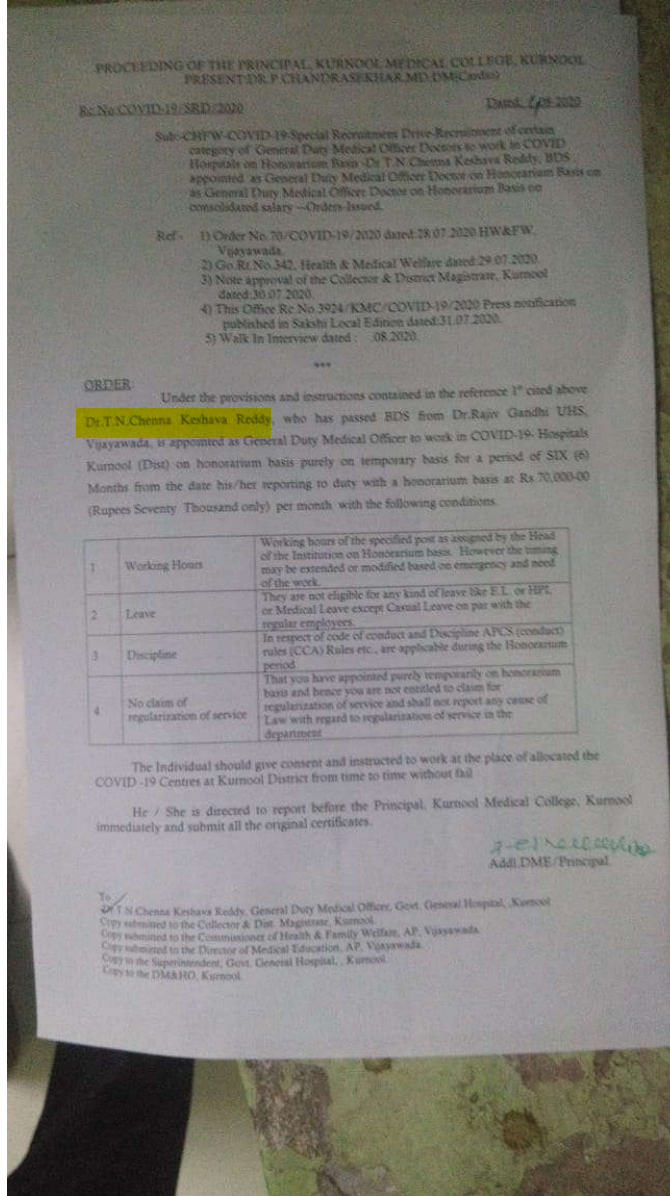 PROCEEDING OF THE PRINCIPAL, KURNOOL MEDICAL COLLEGE, KURNOOL
PRESENT:DR.P.CHANDRASEKHAR.MD.DM(Cardio)
Rc.No.COVID-19/SRD/2020 Dated: 08-2020
Sub:-CHFW-COVID-19-Special Recruitment Drive-Recruitment of certain
category of General Duty Medical Officer Doctors to work in COVID
Hospitals on Honorarium Basis -Dr T.N Chenna Keshava Reddy, BDS ,
appointed as General Duty Medical Officer Doctor on Honorarium Basis on
as General Duty Medical Officer Doctor on Honorarium Basis on
consolidated salary --Orders-Issued.
Ref:- 1) Order No.70/COVID-19/2020 dated:28.07.2020 HW&FW,
Vijayawada.
2) Go.Rt.No.342, Health & Medical Welfare dated:29.07.2020.
3) Note approval of the Collector & District Magistrate, Kurnool
dated:30.07.2020.
4) This Office Rc.No.3924/KMC/COVID-19/2020 Press notification
published in Sakshi Local Edition dated:31.07.2020.
5) Walk In Interview dated : .08.2020.
***
ORDER
Under the provisions and instructions contained in the reference 1st cited above
Dr.T.N.Chenna Keshava Reddy, who has passed BDS from Dr.Rajiv Gandhi UHS,
Vijayawada, is appointed as General Duty Medical Officer to work in COVID-19- Hospitals
Kurnool (Dist) on honorarium basis purely on temporary basis for a period of SIX (6)
Months from the date his/her reporting to duty with a honorarium basis at Rs.70,000-00
(Rupees Seventy Thousand only) per month with the following conditions.
1 Working Hours Working hours of the specified post as assigned by the Head
of the Institution on Honorarium basis. However the timing
may be extended or modified based on emergency and need
of the work.
2 Leave They are not eligible for any kind of leave like E.L. or HPL
or Medical Leave except Casual Leave on par with the
regular employees.
3 Discipline In respect of code of conduct and Discipline APCS (conduct)
rules (CCA) Rules etc., are applicable during the Honorarium
period
4 No claim of
regularization of service That you have appointed purely temporarily on honorarium
basis and hence you are not entitled to claim for
regularization of service and shall not report any cause of
Law with regard to regularization of service in the
department
The Individual should give consent and instructed to work at the place of allocated the
COVID -19 Centres at Kurnool District from time to time without fail
He / She is directed to report before the Principal, Kurnool Medical College, Kurnool
immediately and submit all the original certificates.
Addl.DME/Principal
To
Dr T.N.Chenna Keshava Reddy, General Duty Medical Officer, Govt. General Hospital, ,Kurnool
Copy submitted to the Collector & Dist. Magistrate, Kurnool.
Copy submitted to the Commissioner of Health & Family Welfare, AP, Vijayawada.
Copy submitted to the Director of Medical Education, AP, Vijayawada.
Copy to the Superintendent, Govt. General Hospital, , Kurnool.
Copy to the DM&HO, Kurnool.